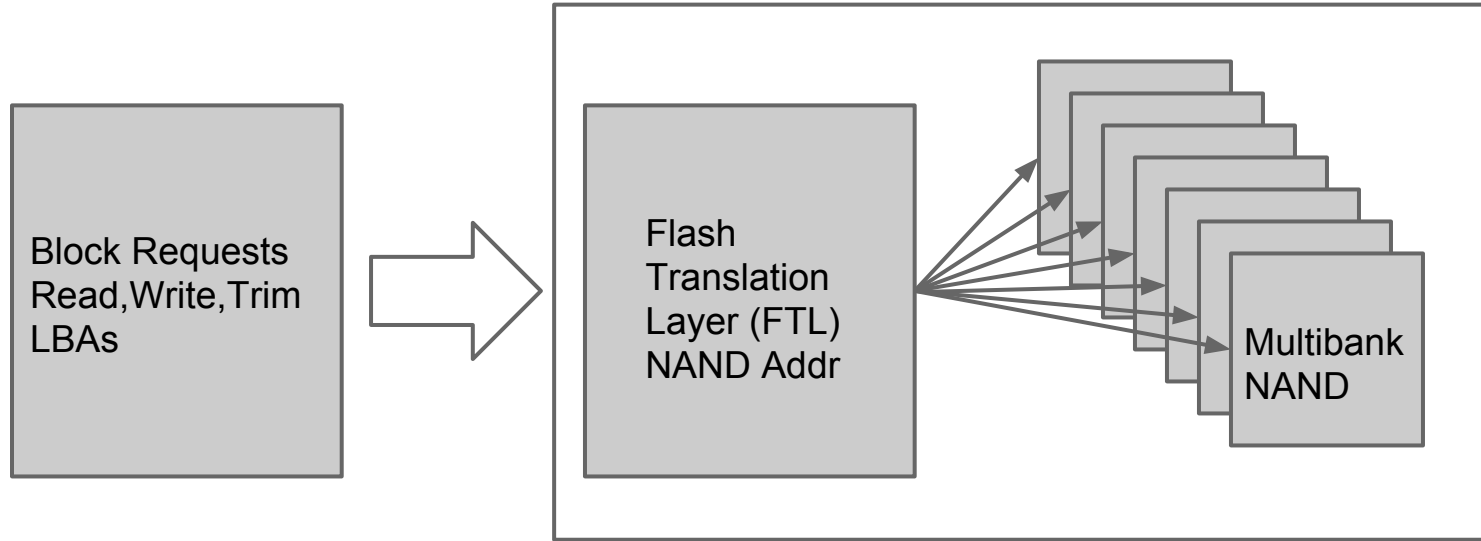 Block Requests
Read,Write,Trim
LBAs
Flash
Translation
Layer (FTL)
NAND Addr
Multibank
NAND